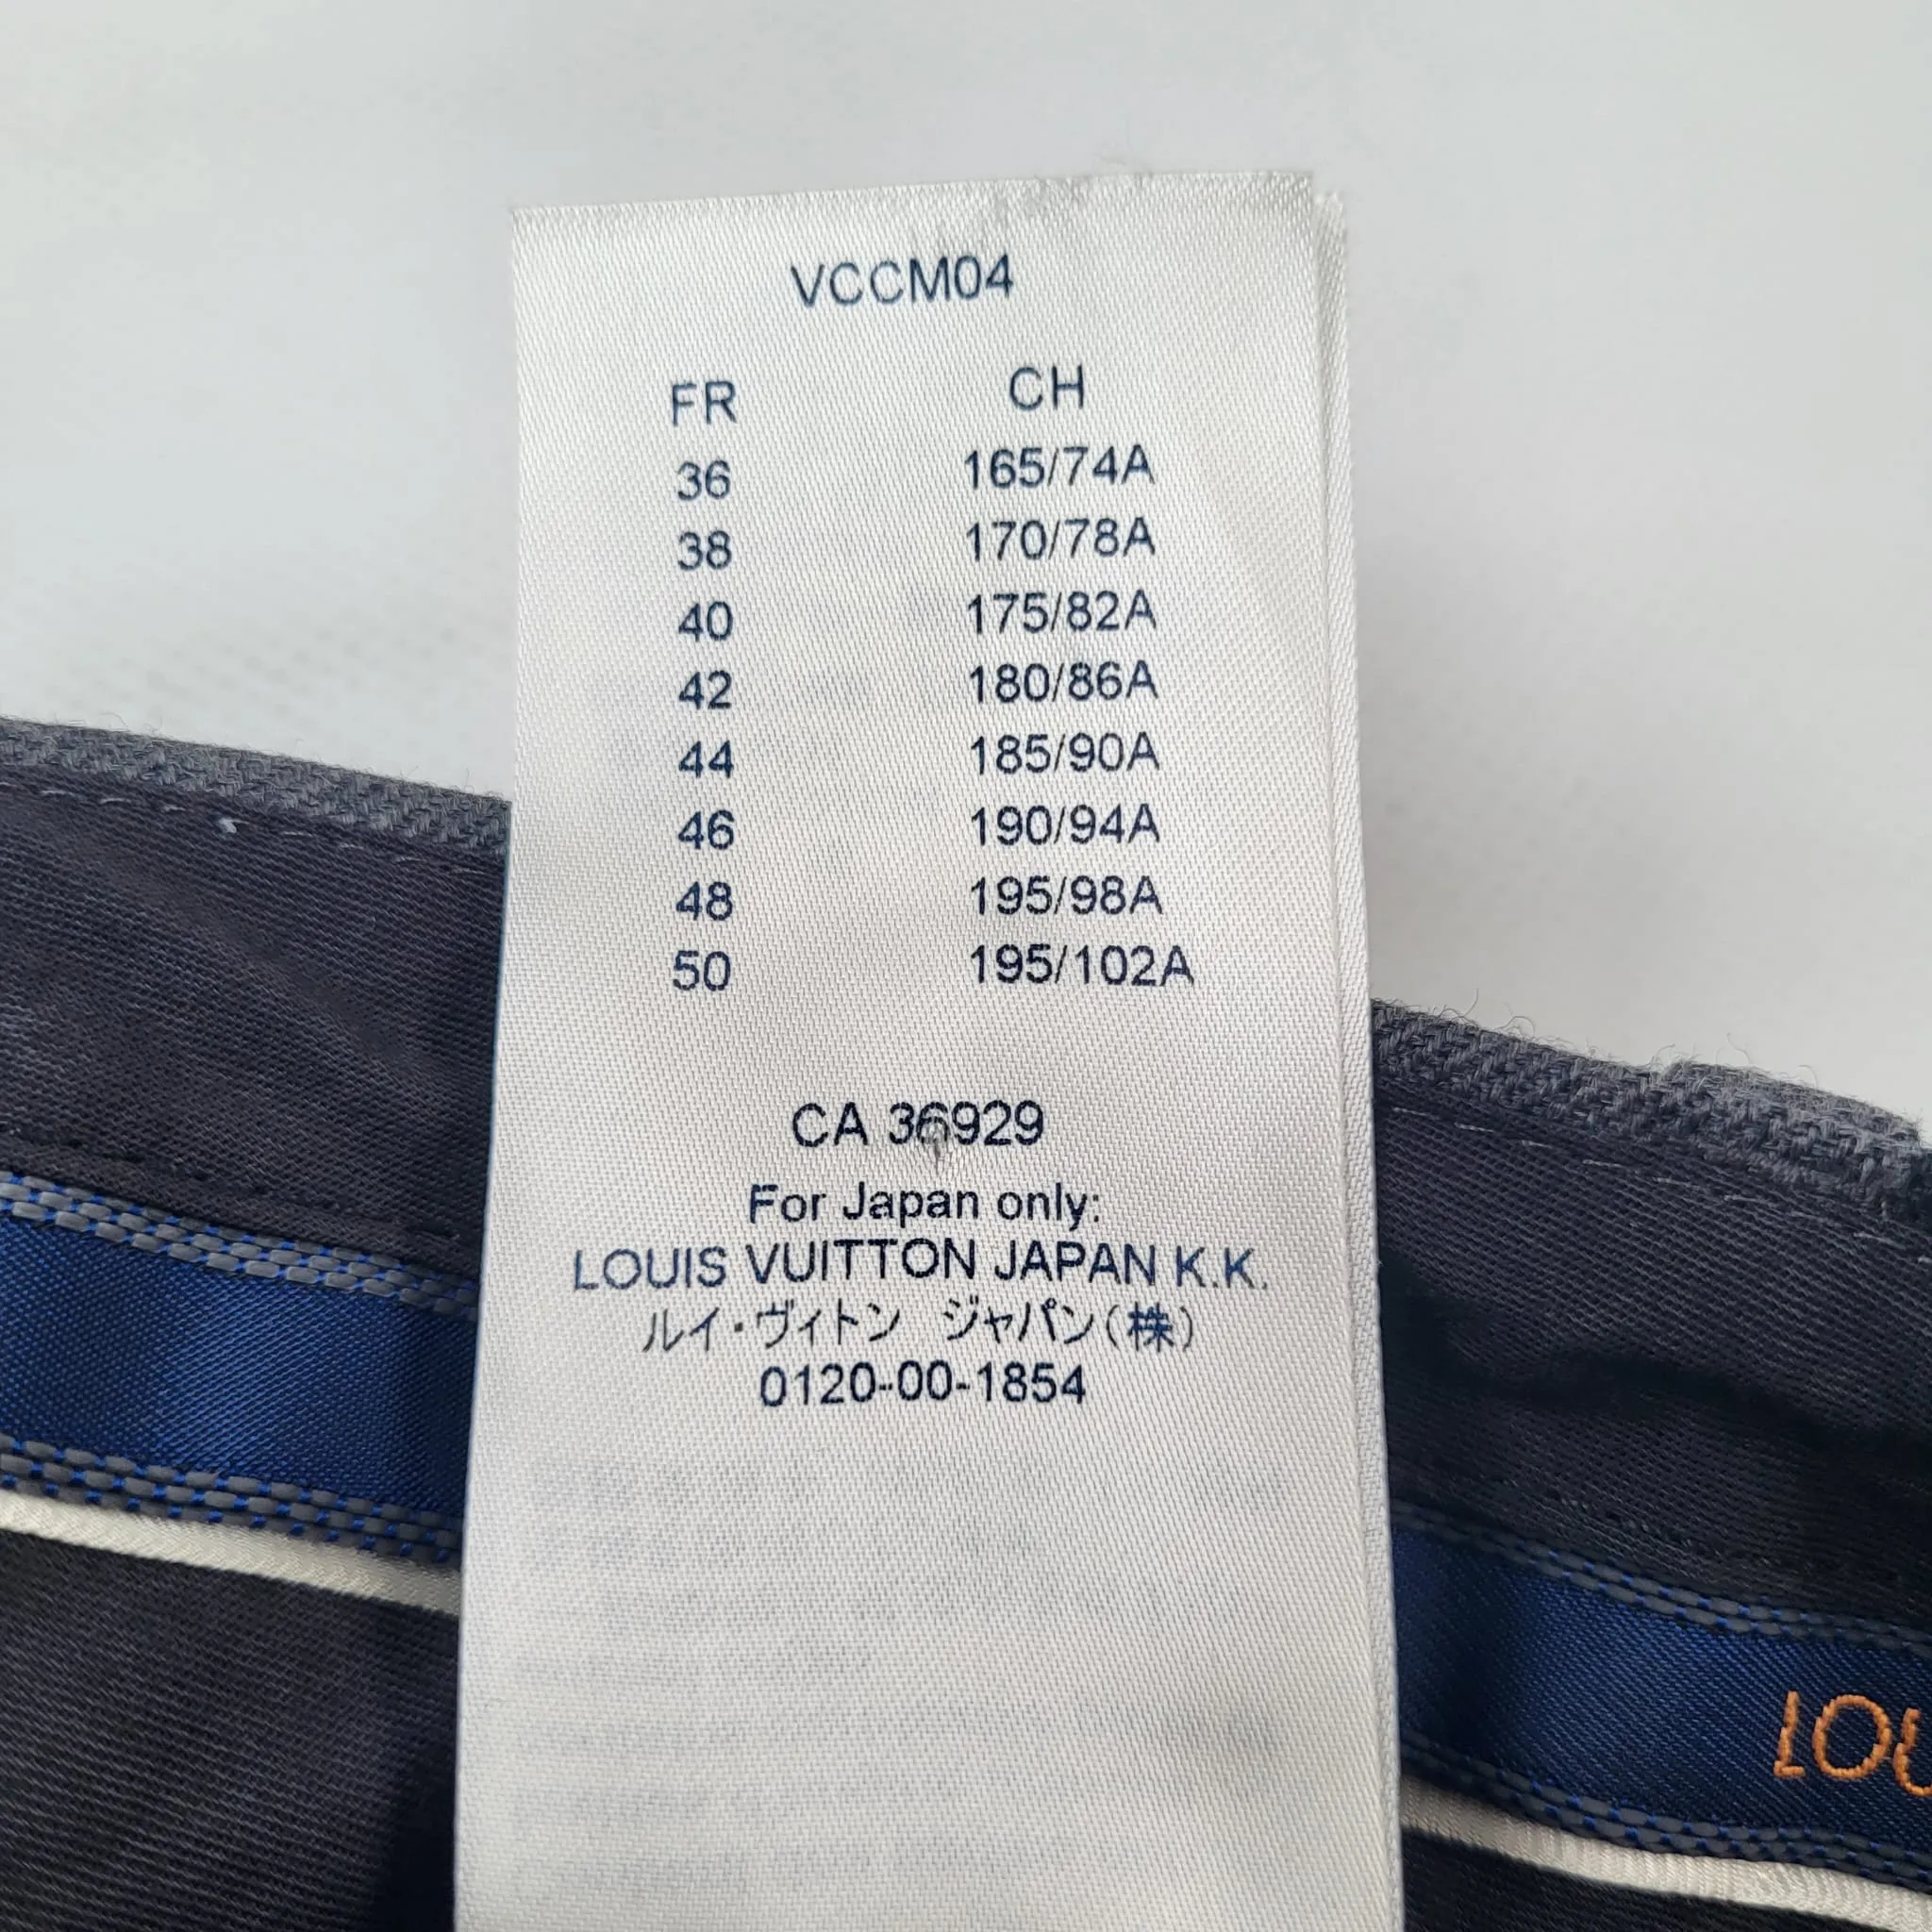 VCCM04
FR CH
36 165/74A
38 170/78A
40 175/82A
42 180/86A
44 185/90A
46 190/94A
48 195/98A
50 195/102A
CA 36929
For Japan only:
LOUIS VUITTON JAPAN K.K.
ルイ・ヴィトン ジャパン(株)
0120-00-1854